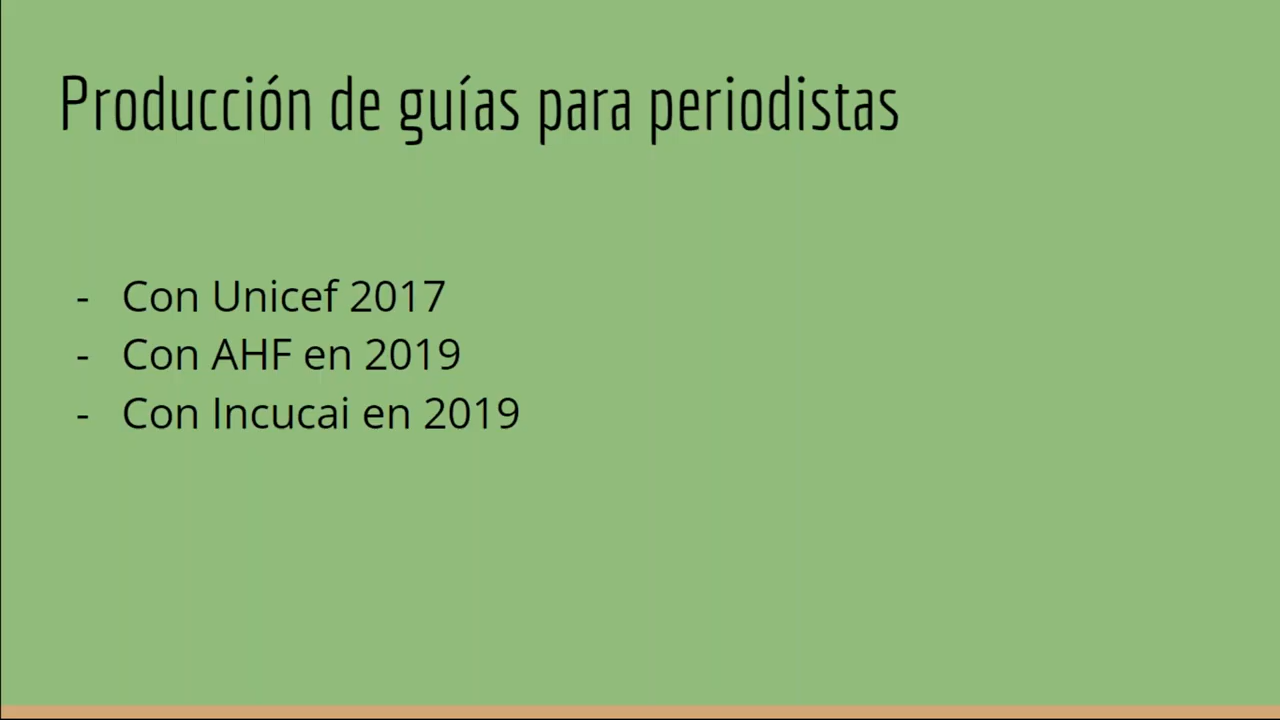 Producción de guías para periodistas
- Con Unicef 2017
- Con AHF en 2019
- Con Incucai en 2019